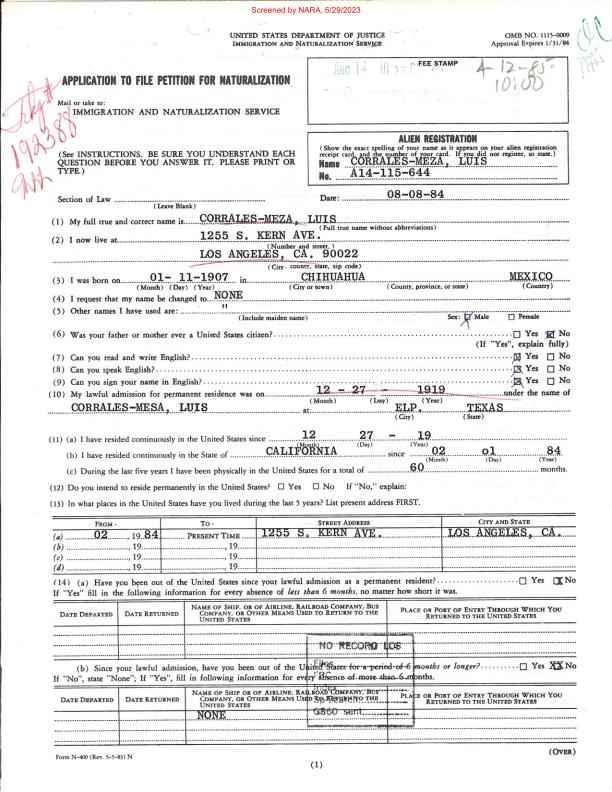 Screened by NARA, 6/29/2023
UNITED STATES DEPARTMENT OF JUSTICE
IMMIGRATION AND NATURALIZATION SERVICE
OMB NO. 1115-0009
Approval Expires 1/31/84
FEE STAMP
4-12-85
10:00
APPLICATION TO FILE PETITION FOR NATURALIZATION
Mail or take to:
IMMIGRATION AND NATURALIZATION SERVICE
192388
(See INSTRUCTIONS. BE SURE YOU UNDERSTAND EACH
QUESTION BEFORE YOU ANSWER IT. PLEASE PRINT OR
TYPE.)
ALIEN REGISTRATION
(Show the exact spelling of your name as it appears on your alien registration
receipt card, and the number of your card. If you did not register, so state.)
Name CORRALES-MEZA, LUIS
No. A14-115-644
Section of Law
(Leave Blank)
Date: 08-08-84
(1) My full true and correct name is CORRALES-MEZA, LUIS
(Full true name without abbreviations)
(2) I now live at 1255 S. KERN AVE.
(Number and street,)
LOS ANGELES, CA. 90022
(City, county, state, zip code)
(3) I was born on 01- 11-1907 in CHIHUAHUA MEXICO
(Month) (Day) (Year) (City or town) (County, province, or state) (Country)
(4) I request that my name be changed to NONE
(5) Other names I have used are: "
(Include maiden name) Sex: Male Female
(6) Was your father or mother ever a United States citizen? Yes No
(If "Yes", explain fully)
(7) Can you read and write English? Yes No
(8) Can you speak English? Yes No
(9) Can you sign your name in English? Yes No
(10) My lawful admission for permanent residence was on 12 - 27 - 1919 under the name of
(Month) (Day) (Year)
CORRALES-MESA, LUIS at ELP. TEXAS
(City) (State)
(11) (a) I have resided continuously in the United States since 12 27 - 19
(Month) (Day) (Year)
(b) I have resided continuously in the State of CALIFORNIA since 02 o1 84
(Month) (Day) (Year)
(c) During the last five years I have been physically in the United States for a total of 60 months.
(12) Do you intend to reside permanently in the United States? Yes No If "No," explain:
(13) In what places in the United States have you lived during the last 5 years? List present address FIRST.
FROM - TO - STREET ADDRESS CITY AND STATE
(a) 02, 19 84 PRESENT TIME 1255 S. KERN AVE. LOS ANGELES, CA.
(b) , 19 , 19
(c) , 19 , 19
(d) , 19 , 19
(14) (a) Have you been out of the United States since your lawful admission as a permanent resident? Yes X No
If "Yes" fill in the following information for every absence of less than 6 months, no matter how short it was.
DATE DEPARTED DATE RETURNED NAME OF SHIP, OR OF AIRLINE, RAILROAD COMPANY, BUS COMPANY, OR OTHER MEANS USED TO RETURN TO THE UNITED STATES PLACE OR PORT OF ENTRY THROUGH WHICH YOU RETURNED TO THE UNITED STATES
NO RECORD LOS
(b) Since your lawful admission, have you been out of the United States for a period of 6 months or longer? Yes XX No
If "No", state "None"; If "Yes", fill in following information for every absence of more than 6 months.
DATE DEPARTED DATE RETURNED NAME OF SHIP, OR OF AIRLINE, RAILROAD COMPANY, BUS COMPANY, OR OTHER MEANS USED TO RETURN TO THE UNITED STATES PLACE OR PORT OF ENTRY THROUGH WHICH YOU RETURNED TO THE UNITED STATES
NONE
sent
Form N-400 (Rev. 5-5-83) N
(OVER)
(1)